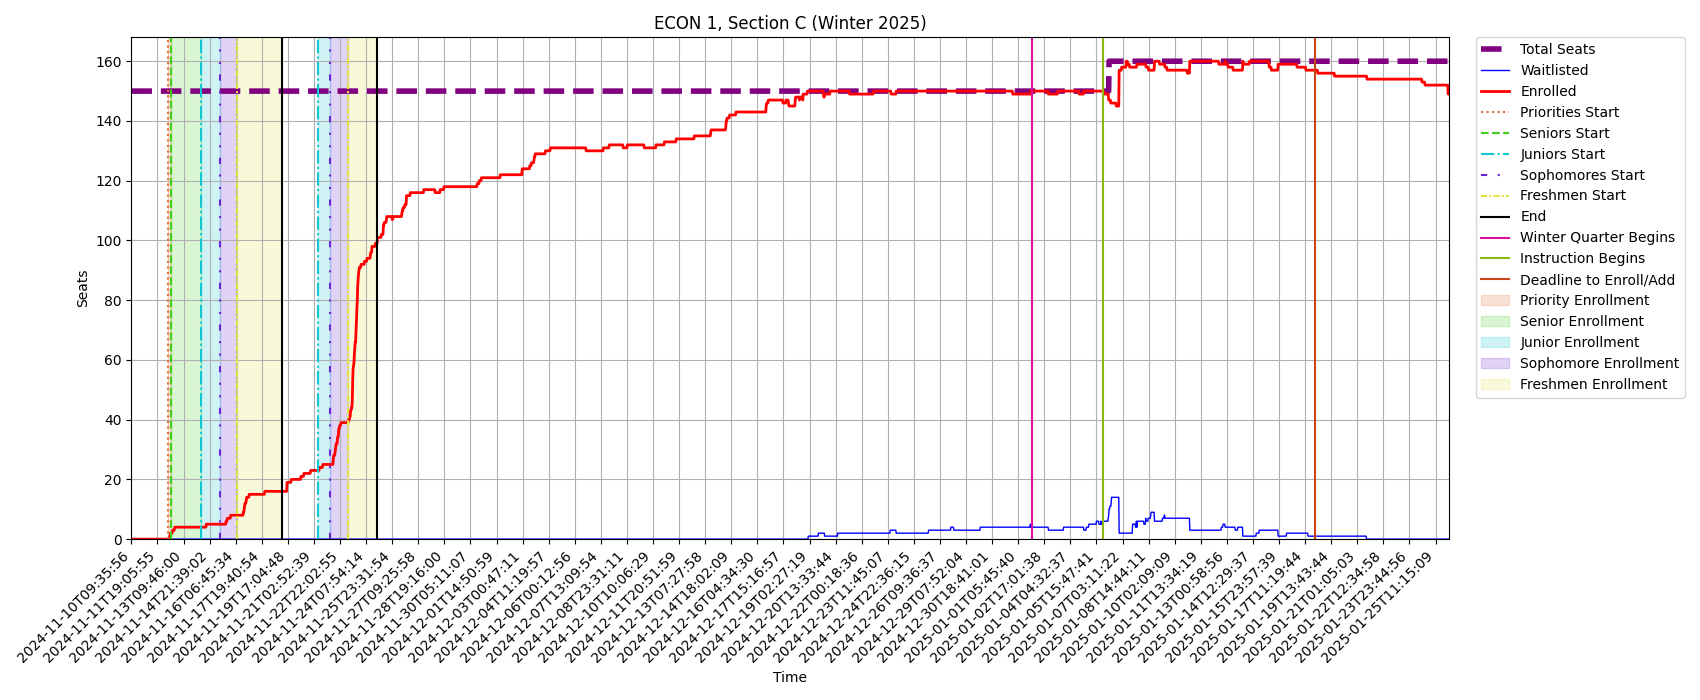 ECON 1, Section C (Winter 2025)
Seats
160
140
120
100
80
60
40
20
0
2024-11-10T09:35:56
2024-11-11T19:05:55
2024-11-13T09:46:00
2024-11-14T21:39:02
2024-11-16T06:45:34
2024-11-17T19:40:54
2024-11-19T17:04:48
2024-11-21T02:52:39
2024-11-22T22:02:55
2024-11-24T07:54:14
2024-11-25T23:31:54
2024-11-27T09:25:58
2024-11-28T19:16:00
2024-11-30T05:11:07
2024-12-01T14:50:59
2024-12-03T00:47:11
2024-12-04T11:19:57
2024-12-06T00:12:56
2024-12-07T13:09:54
2024-12-08T23:31:11
2024-12-10T10:06:29
2024-12-11T20:51:59
2024-12-13T07:27:58
2024-12-14T18:02:09
2024-12-16T04:34:30
2024-12-17T15:16:57
2024-12-19T02:27:19
2024-12-20T12:33:44
2024-12-22T00:18:36
2024-12-23T11:45:07
2024-12-24T22:36:15
2024-12-26T09:36:37
2024-12-29T07:52:04
2024-12-30T18:41:01
2025-01-01T05:45:40
2025-01-02T17:01:38
2025-01-04T04:32:37
2025-01-05T15:47:41
2025-01-07T03:11:22
2025-01-08T14:44:11
2025-01-10T02:09:09
2025-01-11T13:34:19
2025-01-13T00:58:56
2025-01-14T12:29:37
2025-01-15T23:57:39
2025-01-17T11:19:44
2025-01-19T13:43:44
2025-01-21T01:05:03
2025-01-22T12:34:58
2025-01-23T23:44:56
2025-01-25T11:15:09
Time
Total Seats
Waitlisted
Enrolled
Priorities Start
Seniors Start
Juniors Start
Sophomores Start
Freshmen Start
End
Winter Quarter Begins
Instruction Begins
Deadline to Enroll/Add
Priority Enrollment
Senior Enrollment
Junior Enrollment
Sophomore Enrollment
Freshmen Enrollment